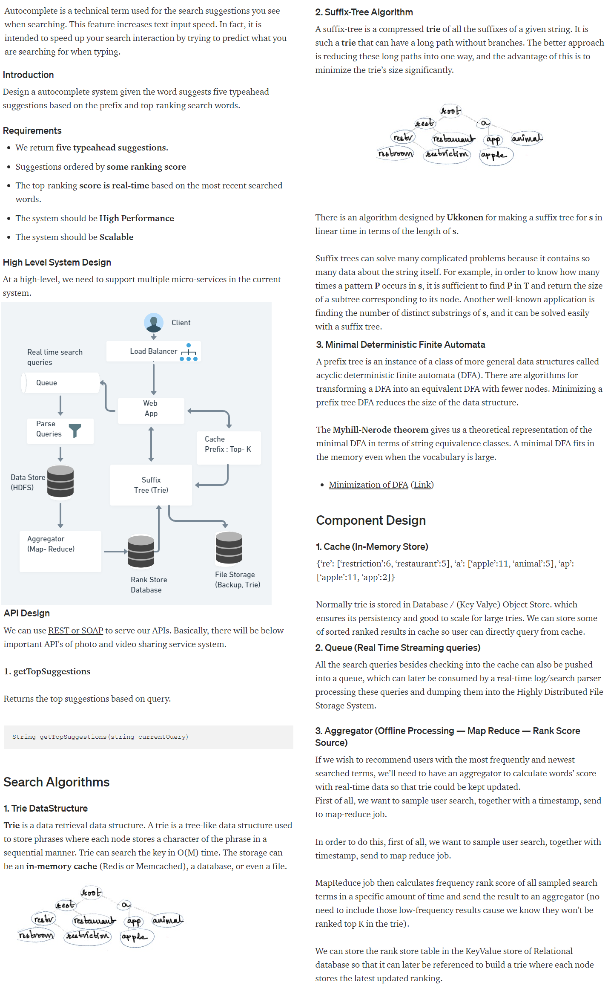 Autocomplete is a technical term used for the search suggestions you see
when searching. This feature increases text input speed. In fact, it is
intended to speed up your search interaction by trying to predict what you
are searching for when typing.
Introduction
Design a autocomplete system given the word suggests five typeahead
suggestions based on the prefix and top-ranking search words.
Requirements
• We return five typeahead suggestions.
• Suggestions ordered by some ranking score
• The top-ranking score is real-time based on the most recent searched
words.
• The system should be High Performance
• The system should be Scalable
High Level System Design
At a high-level, we need to support multiple micro-services in the current
system.
Client
Load Balancer
Real time search
queries
Queue
Web
App
Parse
Queries
Cache
Prefix : Top- K
Data Store
(HDFS)
Suffix
Tree (Trie)
Aggregator
(Map- Reduce)
Rank Store
Database
File Storage
(Backup, Trie)
API Design
We can use REST or SOAP to serve our APIs. Basically, there will be below
important API’s of photo and video sharing service system.
1. getTopSuggestions
Returns the top suggestions based on query.
String getTopSuggestions(string currentQuery)
Search Algorithms
1. Trie DataStructure
Trie is a data retrieval data structure. A trie is a tree-like data structure used
to store phrases where each node stores a character of the phrase in a
sequential manner. Trie can search the key in O(M) time. The storage can
be an in-memory cache (Redis or Memcached), a database, or even a file.
root
rest a
restr restaurant app animal
restroom restriction apple
2. Suffix-Tree Algorithm
A suffix-tree is a compressed trie of all the suffixes of a given string. It is
such a trie that can have a long path without branches. The better approach
is reducing these long paths into one way, and the advantage of this is to
minimize the trie’s size significantly.
root
rest a
restr restaurant app animal
restroom restriction apple
There is an algorithm designed by Ukkonen for making a suffix tree for s in
linear time in terms of the length of s.
Suffix trees can solve many complicated problems because it contains so
many data about the string itself. For example, in order to know how many
times a pattern P occurs in s, it is sufficient to find P in T and return the size
of a subtree corresponding to its node. Another well-known application is
finding the number of distinct substrings of s, and it can be solved easily
with a suffix tree.
3. Minimal Deterministic Finite Automata
A prefix tree is an instance of a class of more general data structures called
acyclic deterministic finite automata (DFA). There are algorithms for
transforming a DFA into an equivalent DFA with fewer nodes. Minimizing a
prefix tree DFA reduces the size of the data structure.
The Myhill-Nerode theorem gives us a theoretical representation of the
minimal DFA in terms of string equivalence classes. A minimal DFA fits in
the memory even when the vocabulary is large.
• Minimization of DFA (Link)
Component Design
1. Cache (In-Memory Store)
{‘re’: [‘restriction’:6, ‘restaurant’:5], ‘a’: [‘apple’:11, ‘animal’:5], ‘ap’:
[‘apple’:11, ‘app’:2]}
Normally trie is stored in Database / (Key-Valye) Object Store. which
ensures its persistency and good to scale for large tries. We can store some
of sorted ranked results in cache so user can directly query from cache.
2. Queue (Real Time Streaming queries)
All the search queries besides checking into the cache can also be pushed
into a queue, which can later be consumed by a real-time log/search parser
processing these queries and dumping them into the Highly Distributed File
Storage System.
3. Aggregator (Offline Processing — Map Reduce — Rank Score
Source)
If we wish to recommend users with the most frequently and newest
searched terms, we’ll need to have an aggregator to calculate words’ score
with real-time data so that trie could be kept updated.
First of all, we want to sample user search, together with a timestamp, send
to map-reduce job.
In order to do this, first of all, we want to sample user search, together with
timestamp, send to map reduce job.
MapReduce job then calculates frequency rank score of all sampled search
terms in a specific amount of time and send the result to an aggregator (no
need to include those low-frequency results cause we know they won’t be
ranked top K in the trie).
We can store the rank store table in the KeyValue store of Relational
database so that it can later be referenced to build a trie where each node
stores the latest updated ranking.